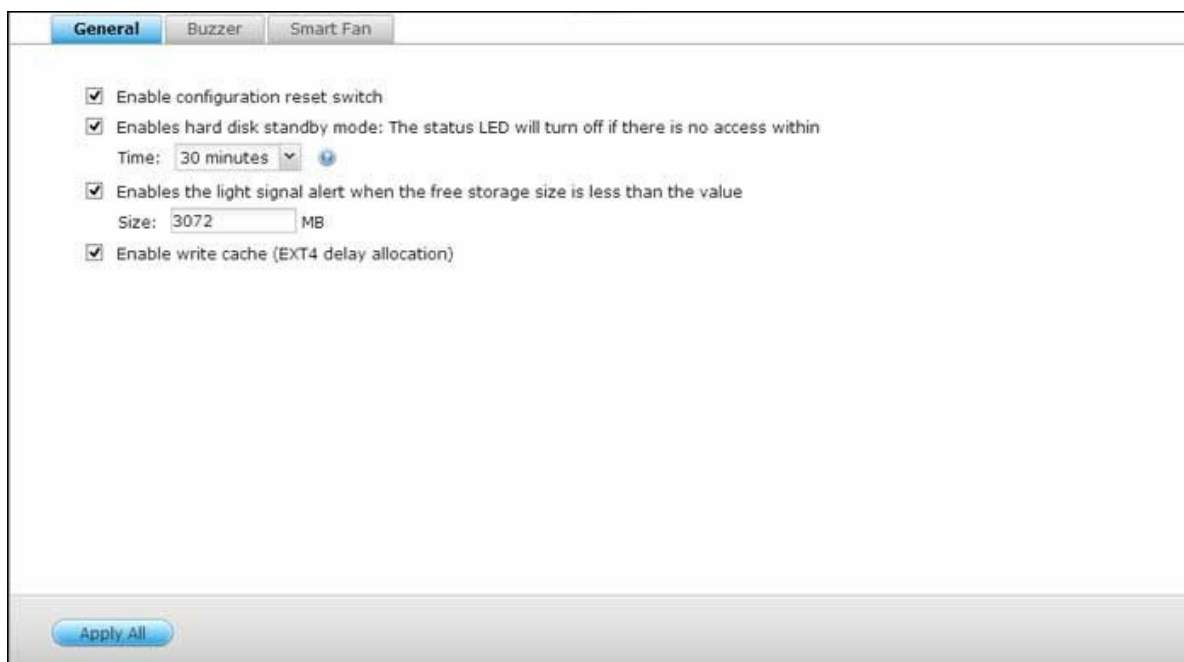 General Buzzer Smart Fan
Enable configuration reset switch
Enables hard disk standby mode: The status LED will turn off if there is no access within
Time: 30 minutes
Enables the light signal alert when the free storage size is less than the value
Size: 3072 MB
Enable write cache (EXT4 delay allocation)
Apply All